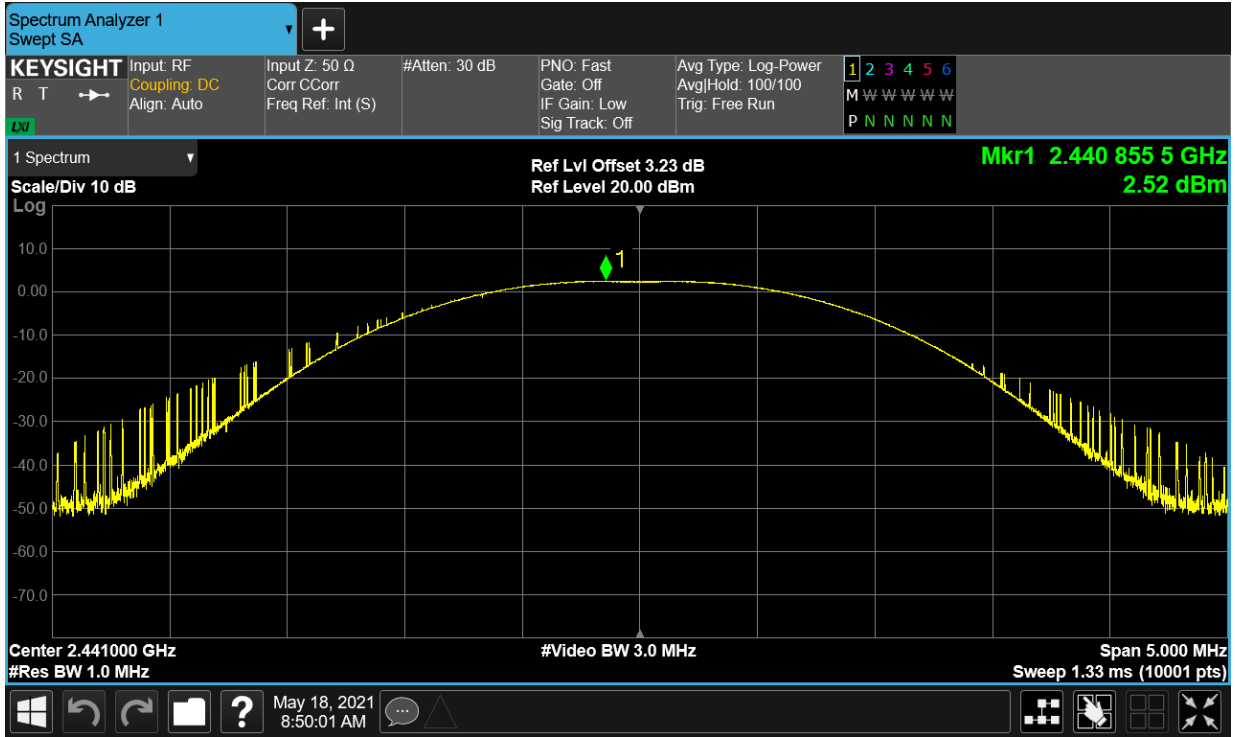 Spectrum Analyzer 1
Swept SA
KEYSIGHT
R T
LXI
Input: RF
Coupling: DC
Align: Auto
Input Z: 50 Ω
Corr CCorr
Freq Ref: Int (S)
#Atten: 30 dB
PNO: Fast
Gate: Off
IF Gain: Low
Sig Track: Off
Avg Type: Log-Power
Avg|Hold: 100/100
Trig: Free Run
1 2 3 4 5 6
M W W W W W
P N N N N N
1 Spectrum
Scale/Div 10 dB
Ref Lvl Offset 3.23 dB
Ref Level 20.00 dBm
Mkr1 2.440 855 5 GHz
2.52 dBm
Log
10.0
0.00
-10.0
-20.0
-30.0
-40.0
-50.0
-60.0
-70.0
1
Center 2.441000 GHz
#Res BW 1.0 MHz
#Video BW 3.0 MHz
Span 5.000 MHz
Sweep 1.33 ms (10001 pts)
?
May 18, 2021
8:50:01 AM